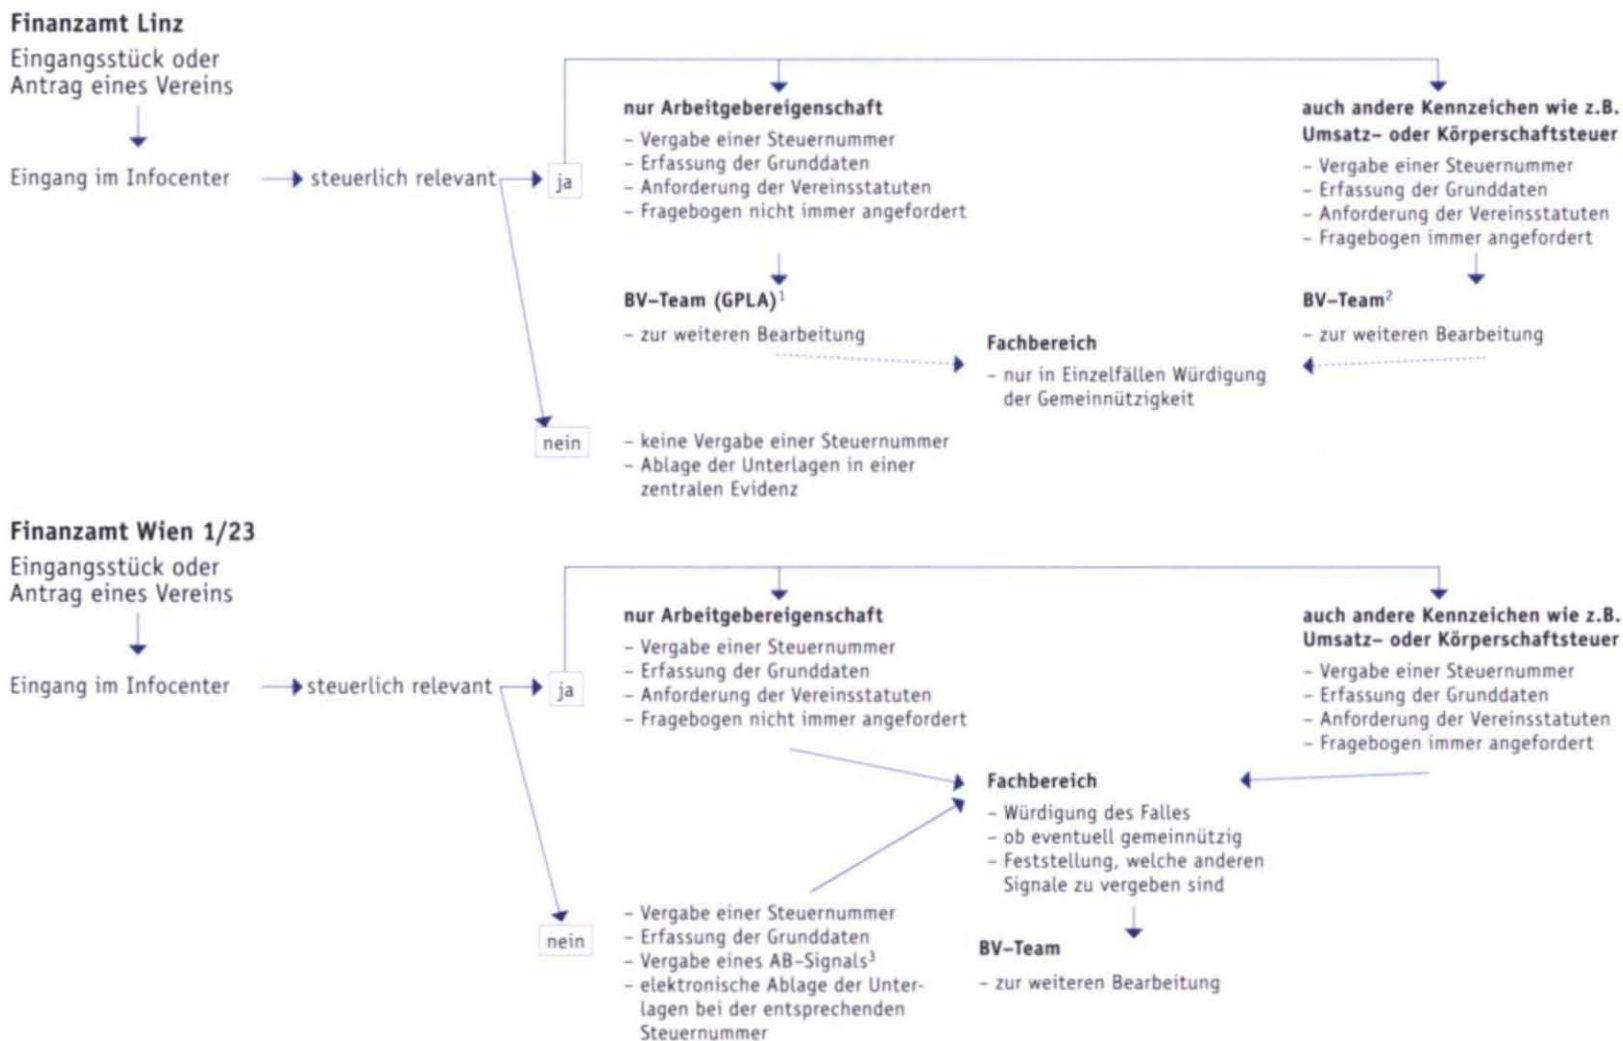 Finanzamt Linz
Eingangsstück oder
Antrag eines Vereins
Eingang im Infocenter
steuerlich relevant
ja
nur Arbeitgebereigenschaft
– Vergabe einer Steuernummer
– Erfassung der Grunddaten
– Anforderung der Vereinsstatuten
– Fragebogen nicht immer angefordert
BV–Team (GPLA)¹
– zur weiteren Bearbeitung
auch andere Kennzeichen wie z.B.
Umsatz– oder Körperschaftsteuer
– Vergabe einer Steuernummer
– Erfassung der Grunddaten
– Anforderung der Vereinsstatuten
– Fragebogen immer angefordert
BV–Team²
– zur weiteren Bearbeitung
Fachbereich
– nur in Einzelfällen Würdigung
der Gemeinnützigkeit
nein
– keine Vergabe einer Steuernummer
– Ablage der Unterlagen in einer
zentralen Evidenz
Finanzamt Wien 1/23
Eingangsstück oder
Antrag eines Vereins
Eingang im Infocenter
steuerlich relevant
ja
nur Arbeitgebereigenschaft
– Vergabe einer Steuernummer
– Erfassung der Grunddaten
– Anforderung der Vereinsstatuten
– Fragebogen nicht immer angefordert
auch andere Kennzeichen wie z.B.
Umsatz– oder Körperschaftsteuer
– Vergabe einer Steuernummer
– Erfassung der Grunddaten
– Anforderung der Vereinsstatuten
– Fragebogen immer angefordert
Fachbereich
– Würdigung des Falles
– ob eventuell gemeinnützig
– Feststellung, welche anderen
Signale zu vergeben sind
nein
– Vergabe einer Steuernummer
– Erfassung der Grunddaten
– Vergabe eines AB–Signals³
– elektronische Ablage der Unter-
lagen bei der entsprechenden
Steuernummer
BV–Team
– zur weiteren Bearbeitung